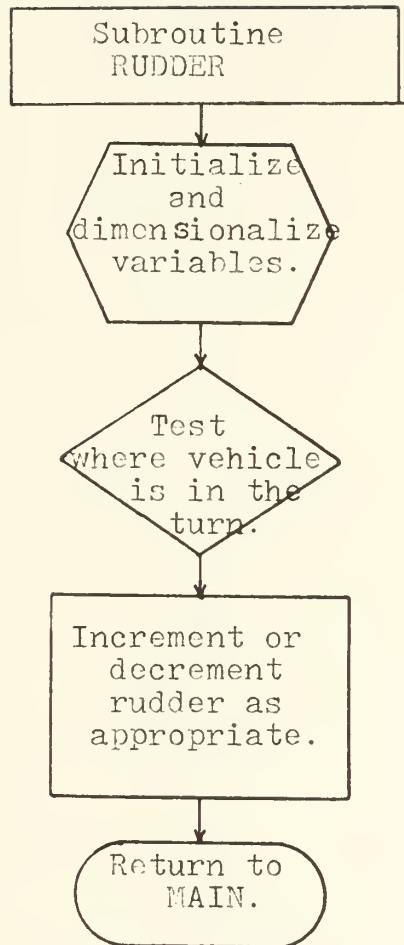 Subroutine
RUDDER
Initialize
and
dimensionalize
variables.
Test
where vehicle
is in the
turn.
Increment or
decrement
rudder as
appropriate.
Return to
MAIN.